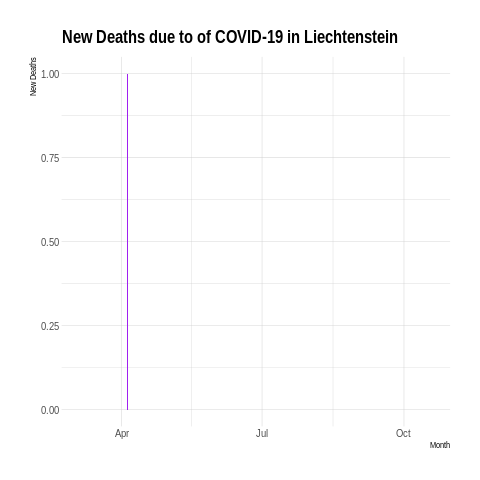 New Deaths due to of COVID-19 in Liechtenstein
New Deaths
1.00
0.75
0.50
0.25
0.00
Apr
Jul
Oct
Month